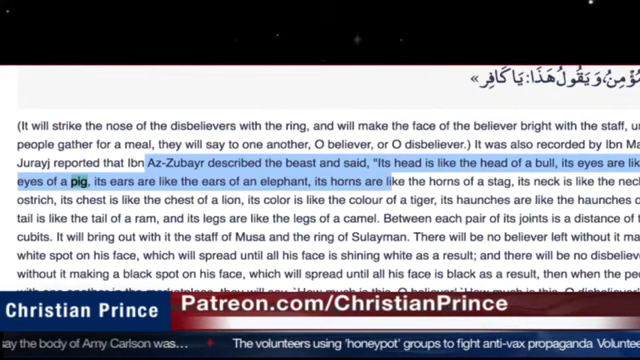 ؤْمِنُ، وَيَقُولُ هَذَا: يَا كَافِر»
(It will strike the nose of the disbelievers with the ring, and will make the face of the believer bright with the staff, un
people gather for a meal, they will say to one another, O believer, or O disbeliever.) It was also recorded by Ibn Ma
Jurayj reported that Ibn Az-Zubayr described the beast and said, "Its head is like the head of a bull, its eyes are lik
eyes of a pig, its ears are like the ears of an elephant, its horns are like the horns of a stag, its neck is like the neck
ostrich, its chest is like the chest of a lion, its color is like the colour of a tiger, its haunches are like the haunches o
tail is like the tail of a ram, and its legs are like the legs of a camel. Between each pair of its joints is a distance of t
cubits. It will bring out with it the staff of Musa and the ring of Sulayman. There will be no believer left without it ma
white spot on his face, which will spread until all his face is shining white as a result; and there will be no disbeliever
without it making a black spot on his face, which will spread until all his face is black as a result, then when the pe
Christian Prince
Patreon.com/ChristianPrince
say the body of Amy Carlson was... The volunteers using 'honeypot' groups to fight anti-vax propaganda Volunte